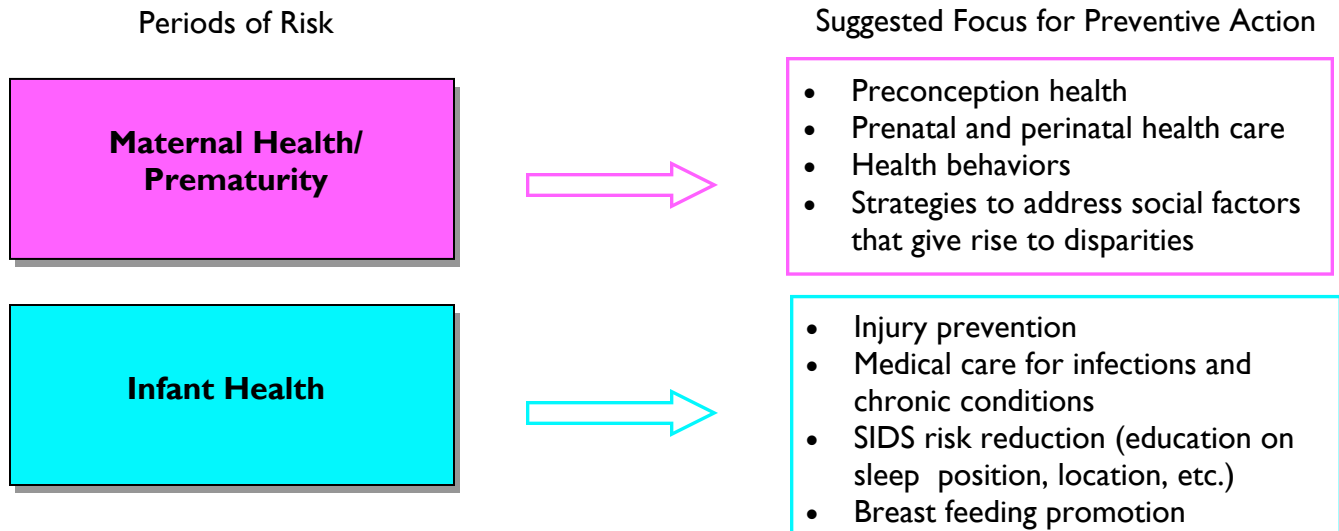 Periods of Risk
Suggested Focus for Preventive Action
Maternal Health/
Prematurity
• Preconception health
• Prenatal and perinatal health care
• Health behaviors
• Strategies to address social factors
that give rise to disparities
Infant Health
• Injury prevention
• Medical care for infections and
chronic conditions
• SIDS risk reduction (education on
sleep position, location, etc.)
• Breast feeding promotion